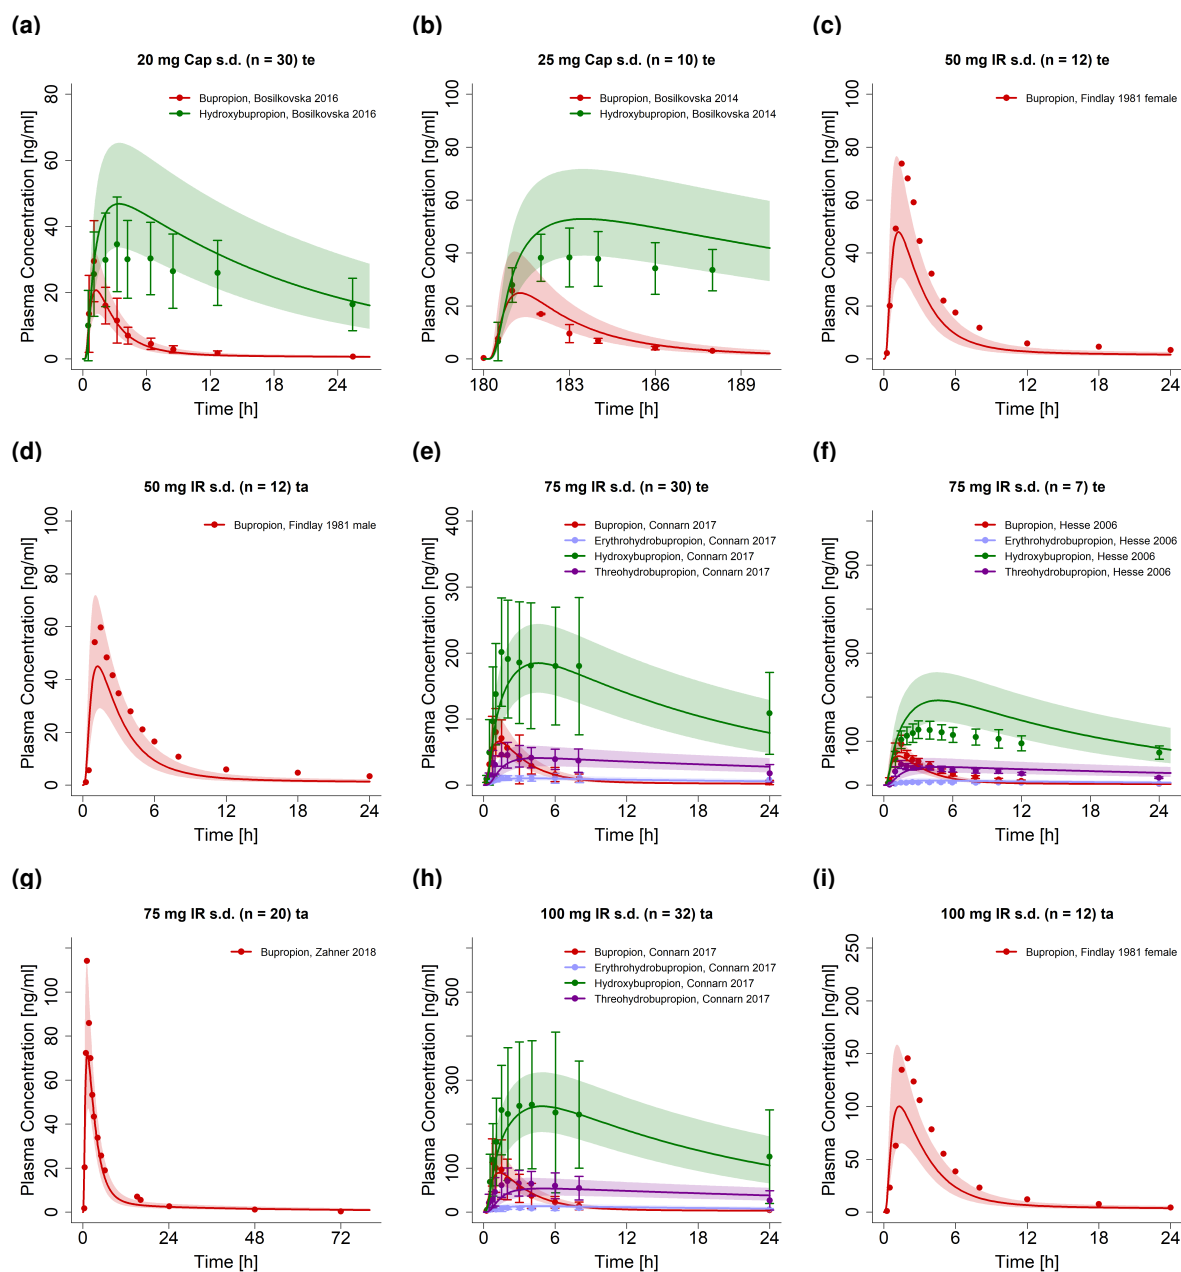 (a)
20 mg Cap s.d. (n = 30) te
Bupropion, Bosilkovska 2016
Hydroxybupropion, Bosilkovska 2016
Plasma Concentration [ng/ml]
80
60
40
20
0
0 6 12 18 24
Time [h]
(b)
25 mg Cap s.d. (n = 10) te
Bupropion, Bosilkovska 2014
Hydroxybupropion, Bosilkovska 2014
Plasma Concentration [ng/ml]
100
80
60
40
20
0
180 183 186 189
Time [h]
(c)
50 mg IR s.d. (n = 12) te
Bupropion, Findlay 1981 female
Plasma Concentration [ng/ml]
100
80
60
40
20
0
0 6 12 18 24
Time [h]
(d)
50 mg IR s.d. (n = 12) ta
Bupropion, Findlay 1981 male
Plasma Concentration [ng/ml]
100
80
60
40
20
0
0 6 12 18 24
Time [h]
(e)
75 mg IR s.d. (n = 30) te
Bupropion, Connarn 2017
Erythrohydrobupropion, Connarn 2017
Hydroxybupropion, Connarn 2017
Threohydrobupropion, Connarn 2017
Plasma Concentration [ng/ml]
400
300
200
100
0
0 6 12 18 24
Time [h]
(f)
75 mg IR s.d. (n = 7) te
Bupropion, Hesse 2006
Erythrohydrobupropion, Hesse 2006
Hydroxybupropion, Hesse 2006
Threohydrobupropion, Hesse 2006
Plasma Concentration [ng/ml]
500
300
100
0
0 6 12 18 24
Time [h]
(g)
75 mg IR s.d. (n = 20) ta
Bupropion, Zahner 2018
Plasma Concentration [ng/ml]
100
80
60
40
20
0
0 24 48 72
Time [h]
(h)
100 mg IR s.d. (n = 32) ta
Bupropion, Connarn 2017
Erythrohydrobupropion, Connarn 2017
Hydroxybupropion, Connarn 2017
Threohydrobupropion, Connarn 2017
Plasma Concentration [ng/ml]
500
300
100
0
0 6 12 18 24
Time [h]
(i)
100 mg IR s.d. (n = 12) ta
Bupropion, Findlay 1981 female
Plasma Concentration [ng/ml]
250
200
150
100
50
0
0 6 12 18 24
Time [h]